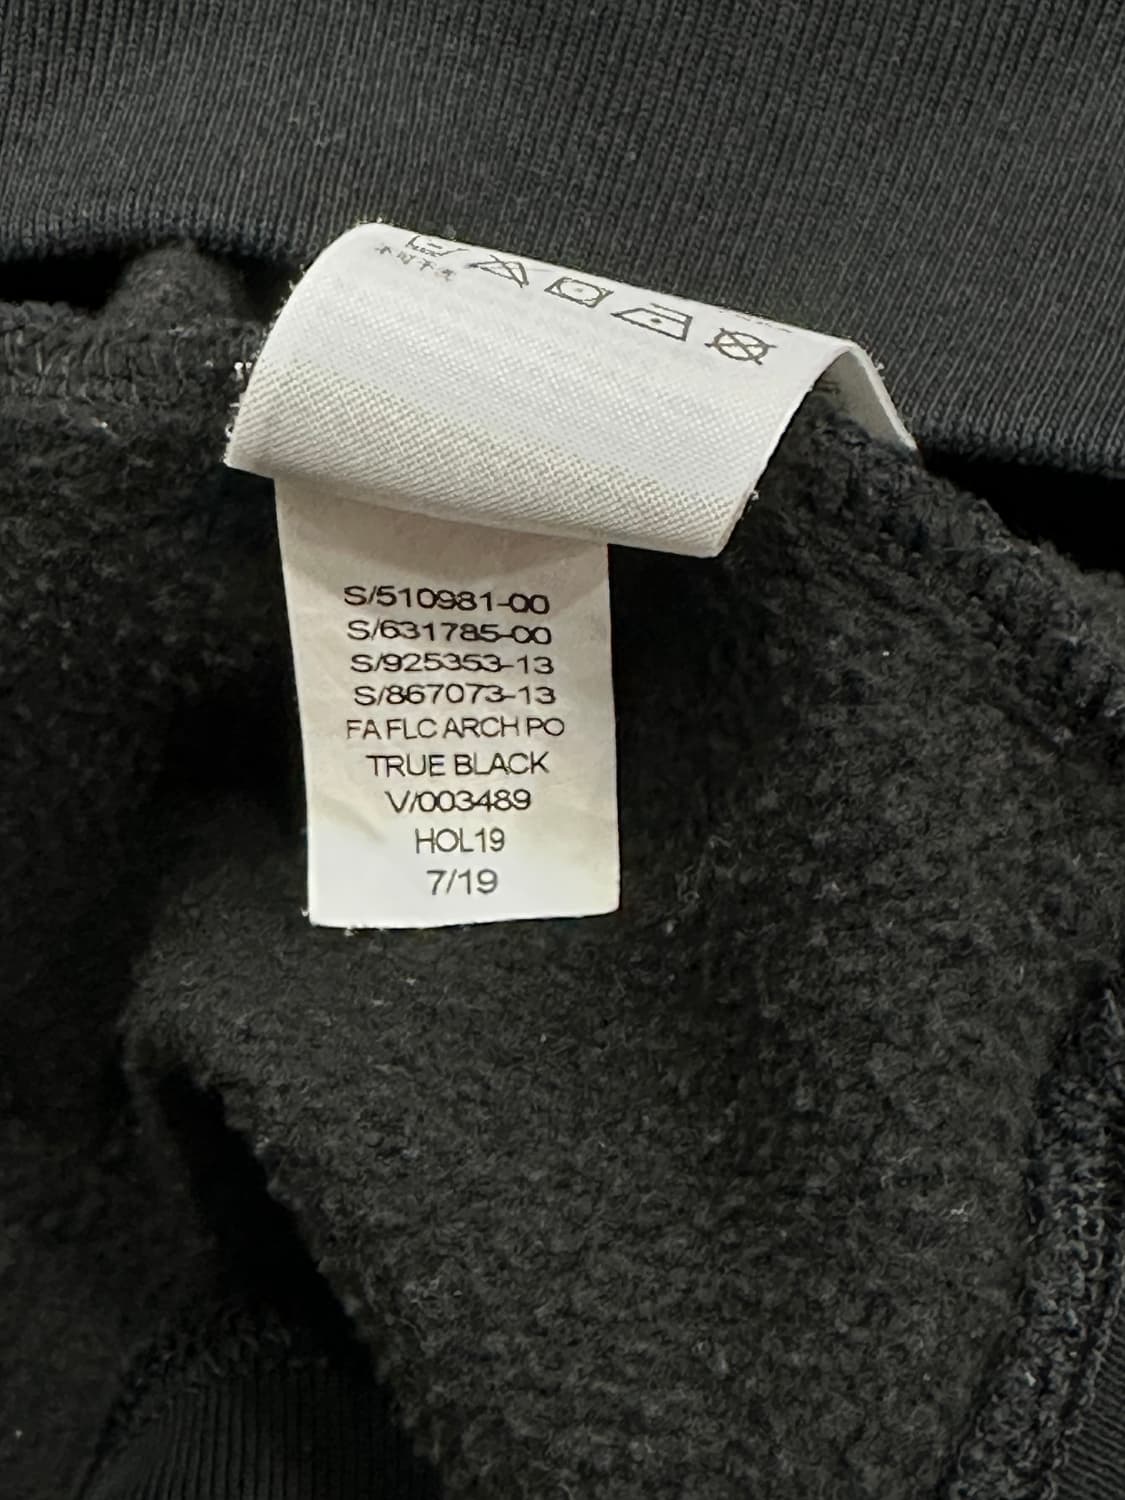 S/510981-00
S/631785-00
S/925353-13
S/867073-13
FA FLC ARCH PO
TRUE BLACK
V/003489
HOL19
7/19